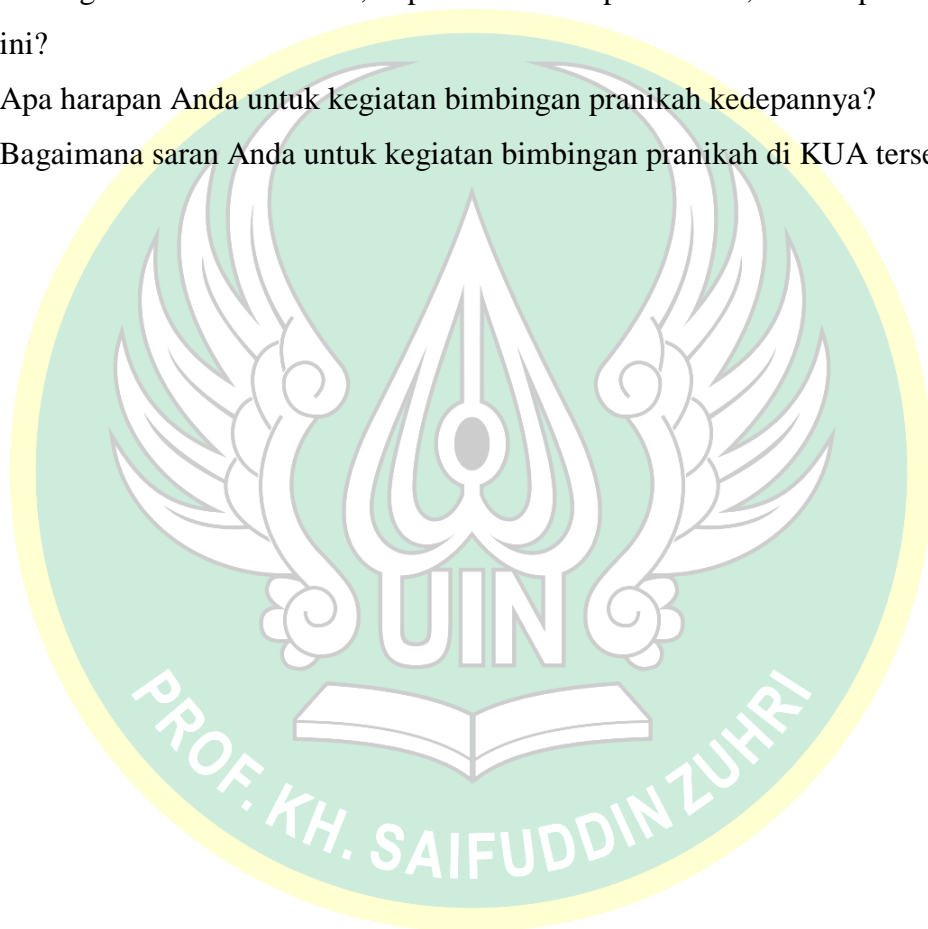 ini?
Apa harapan Anda untuk kegiatan bimbingan pranikah kedepannya?
Bagaimana saran Anda untuk kegiatan bimbingan pranikah di KUA
UIN
PROF. KH. SAIFUDDIN ZUHRI